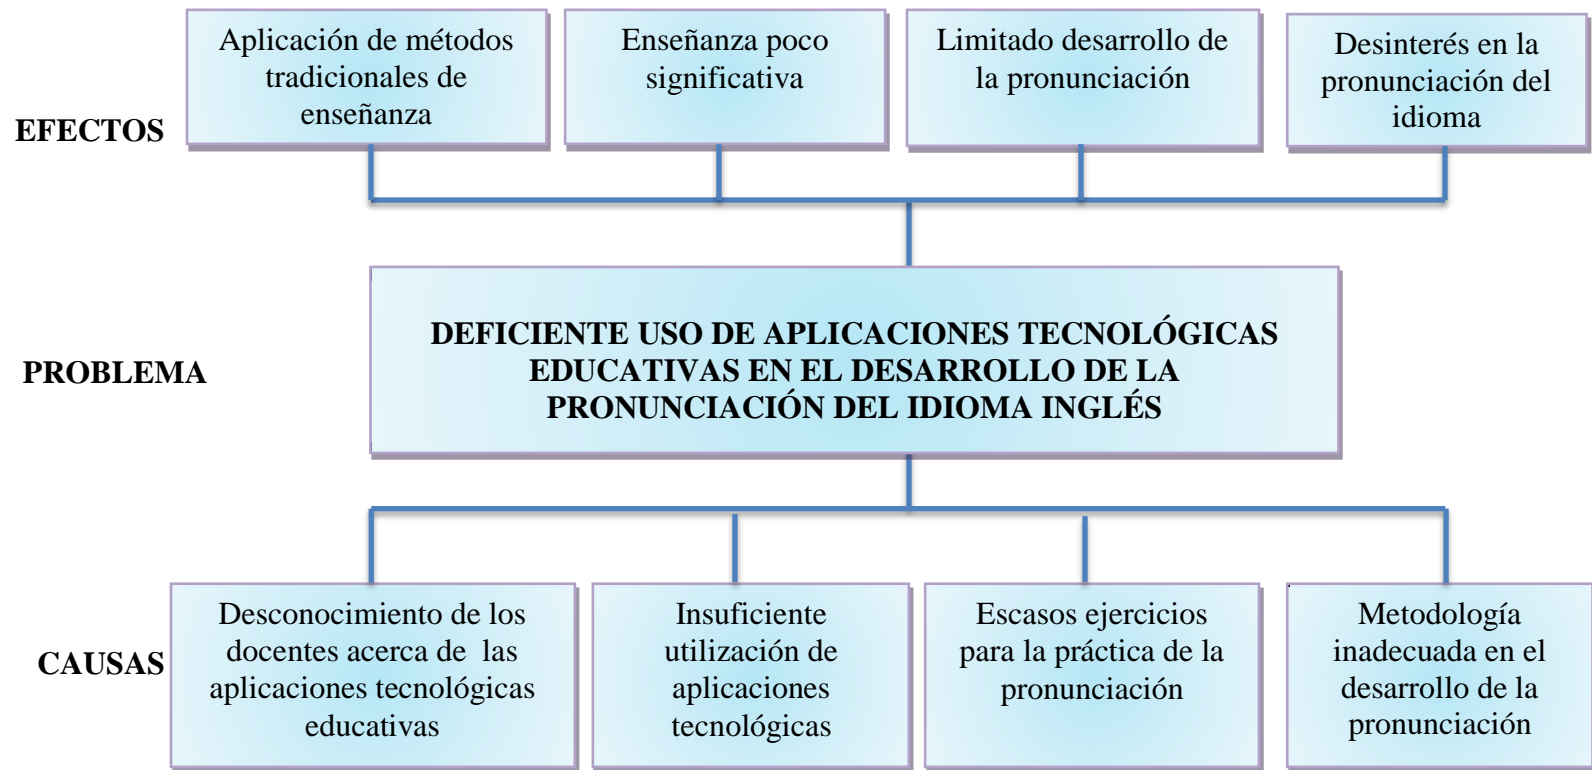 Aplicación de métodos
tradicionales de
enseñanza
Enseñanza poco
significativa
Limitado desarrollo de
la pronunciación
Desinterés en la
pronunciación del
idioma
EFECTOS
PROBLEMA
DEFICIENTE USO DE APLICACIONES TECNOLÓGICAS
EDUCATIVAS EN EL DESARROLLO DE LA
PRONUNCIACIÓN DEL IDIOMA INGLÉS
CAUSAS
Desconocimiento de los
docentes acerca de las
aplicaciones tecnológicas
educativas
Insuficiente
utilización de
aplicaciones
tecnológicas
Escasos ejercicios
para la práctica de la
pronunciación
Metodología
inadecuada en el
desarrollo de la
pronunciación